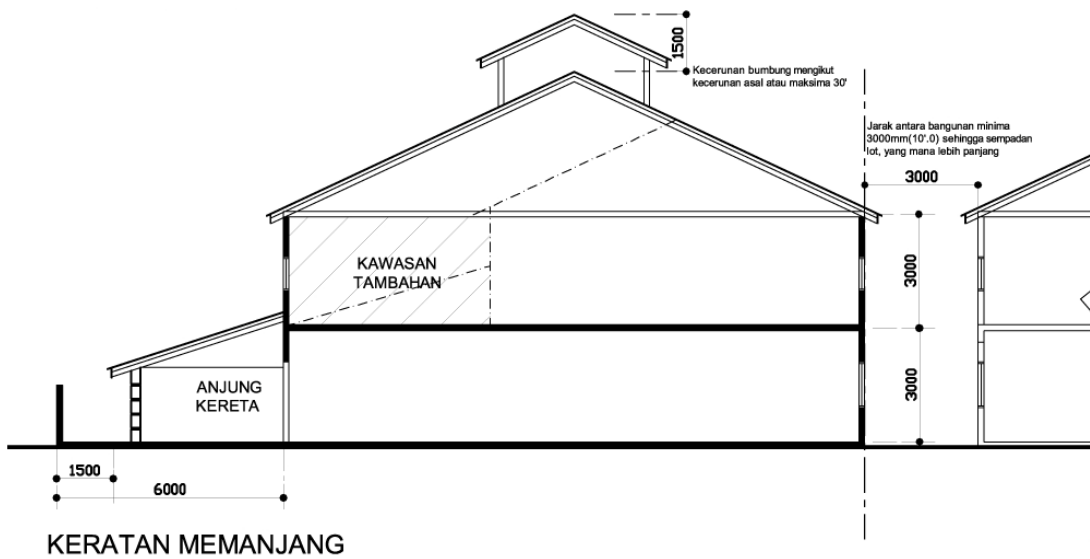 1500
Kecerunan bumbung mengikut
kecerunan asal atau maksima 30'
Jarak antara bangunan minima
3000mm(10'.0) sehingga sempadan
lot, yang mana lebih panjang
3000
KAWASAN
TAMBAHAN
3000
ANJUNG
KERETA
3000
1500
6000
KERATAN MEMANJANG